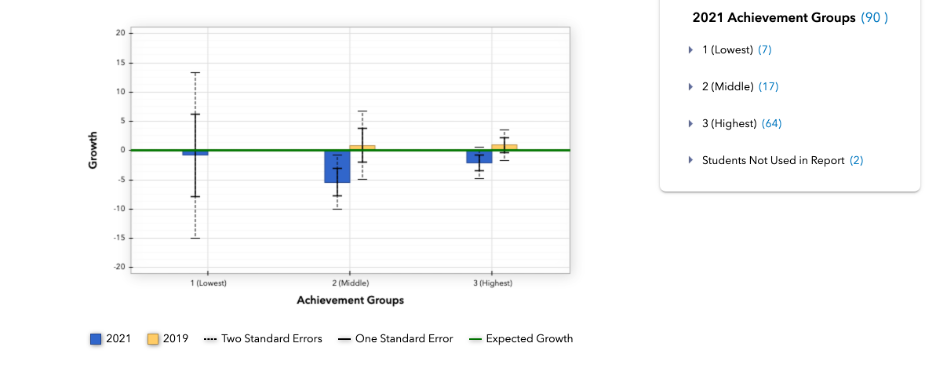 2021 Achievement Groups (90 )
1 (Lowest) (7)
2 (Middle) (17)
3 (Highest) (64)
Students Not Used in Report (2)
Growth
20
15
10
5
0
-5
-10
-15
-20
1 (Lowest) 2 (Middle) 3 (Highest)
Achievement Groups
2021 2019 Two Standard Errors One Standard Error Expected Growth